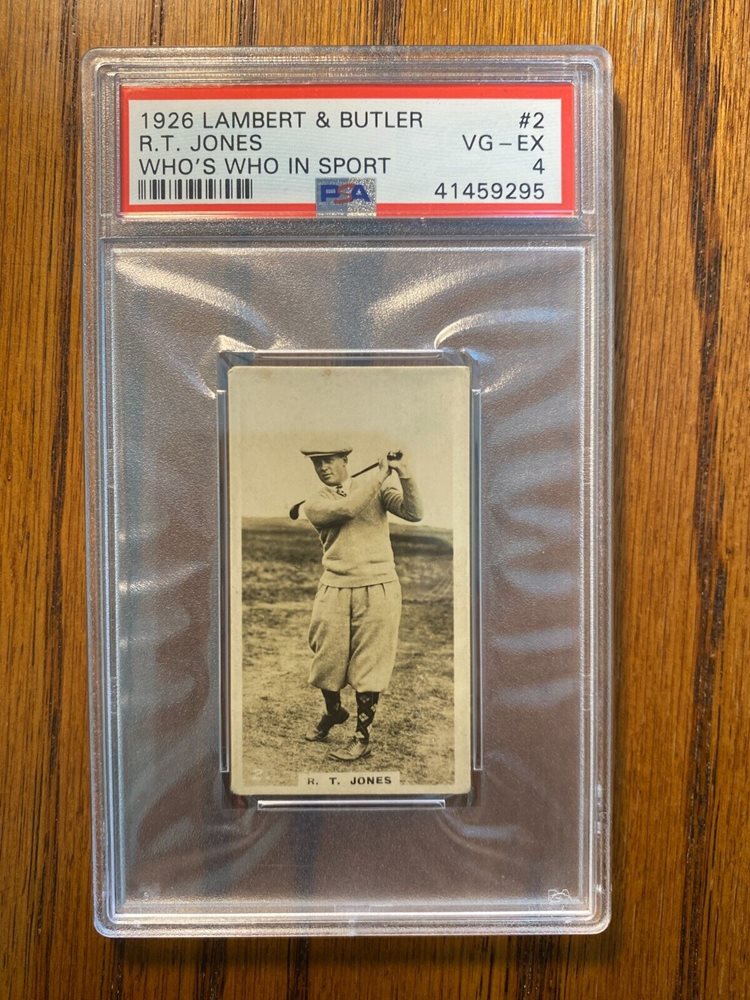 1926 LAMBERT & BUTLER #2
R.T. JONES VG-EX
WHO'S WHO IN SPORT 4
PSA 41459295
R. T. JONES